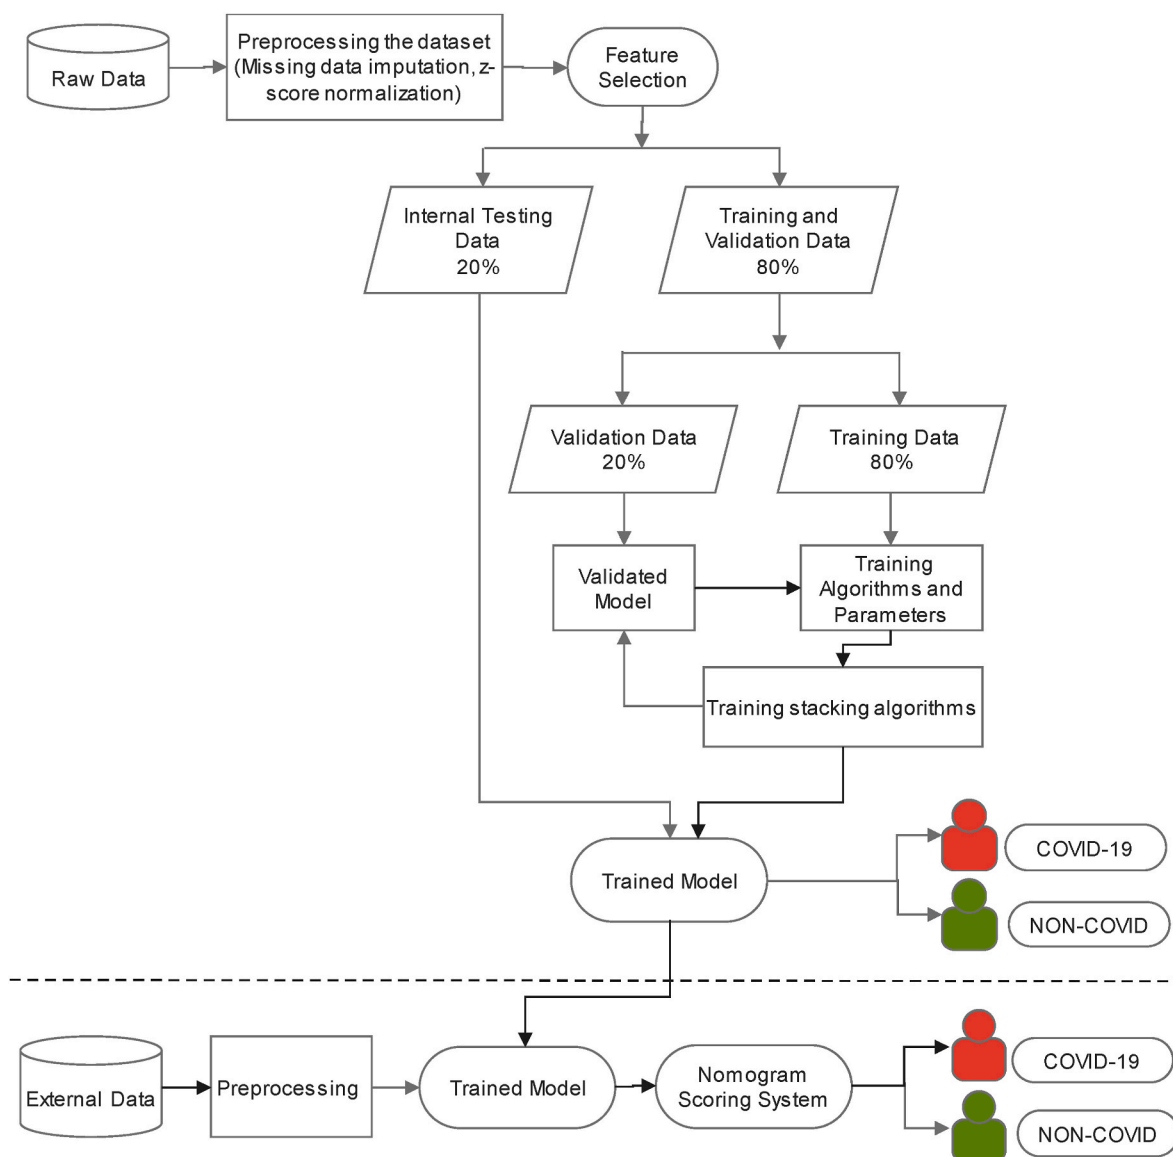 Raw Data
Preprocessing the dataset
(Missing data imputation, z-
score normalization)
Feature
Selection
Internal Testing
Data
20%
Training and
Validation Data
80%
Validation Data
20%
Training Data
80%
Validated
Model
Training
Algorithms and
Parameters
Training stacking algorithms
Trained Model
COVID-19
NON-COVID
External Data
Preprocessing
Trained Model
Nomogram
Scoring System
COVID-19
NON-COVID